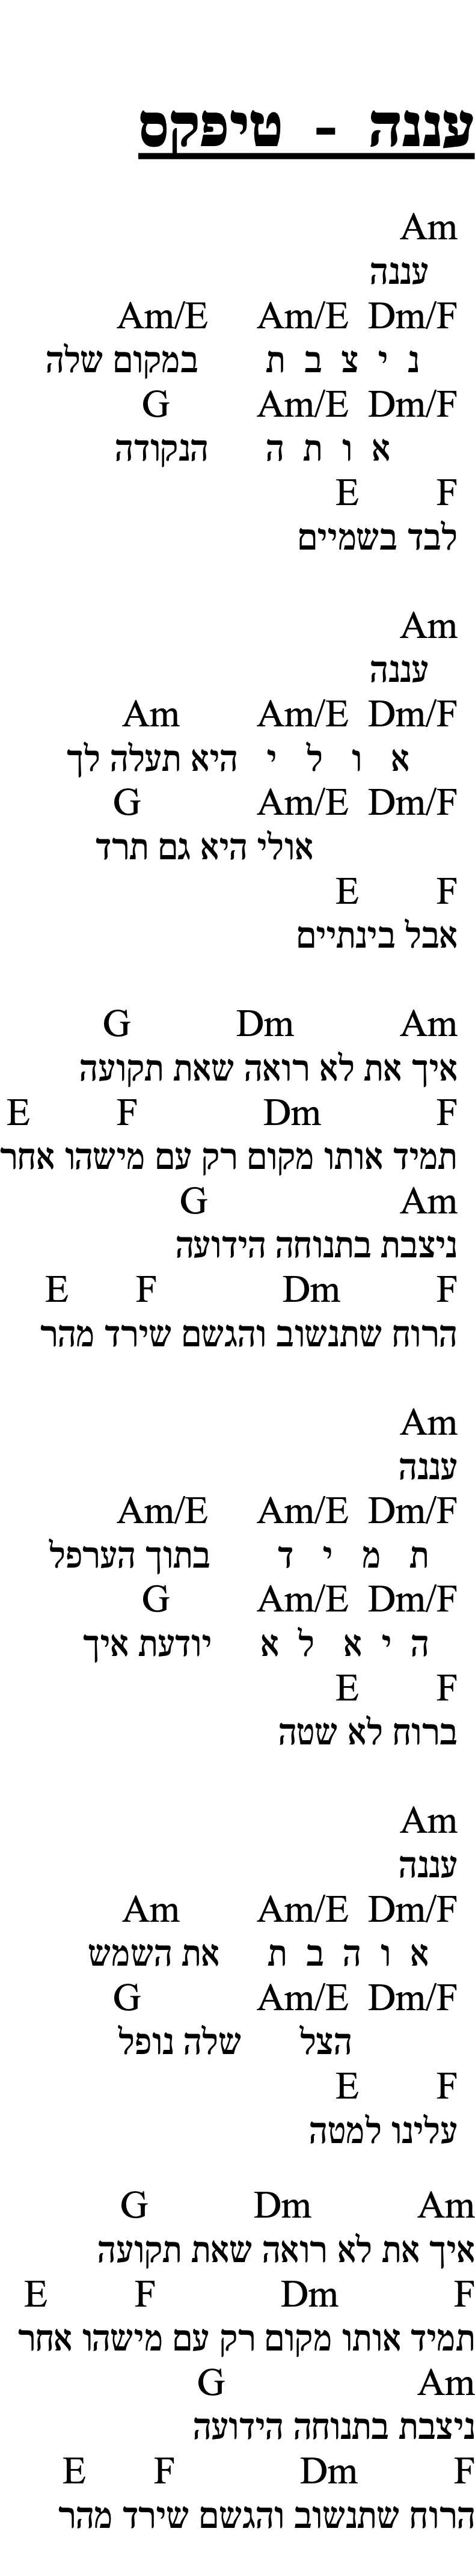 עננה - טיפקס
Am
עננה
Dm/F Am/E Am/E
נ י צ ב ת במקום שלה
Dm/F Am/E G
א ו ת ה הנקודה
F E
לבד בשמיים
Am
עננה
Dm/F Am/E Am
א ו ל י היא תעלה לך
Dm/F Am/E G
אולי היא גם תרד
F E
אבל בינתיים
Am Dm G
איך את לא רואה שאת תקועה
F Dm F E
תמיד אותו מקום רק עם מישהו אחר
Am G
ניצבת בתנוחה הידועה
F Dm F E
הרוח שתנשוב והגשם שירד מהר
Am
עננה
Dm/F Am/E Am/E
ת מ י ד בתוך הערפל
Dm/F Am/E G
ה י א ל א יודעת איך
F E
ברוח לא שטה
Am
עננה
Dm/F Am/E Am
א ו ה ב ת את השמש
Dm/F Am/E G
הצל שלה נופל
F E
עלינו למטה
Am Dm G
איך את לא רואה שאת תקועה
F Dm F E
תמיד אותו מקום רק עם מישהו אחר
Am G
ניצבת בתנוחה הידועה
F Dm F E
הרוח שתנשוב והגשם שירד מהר